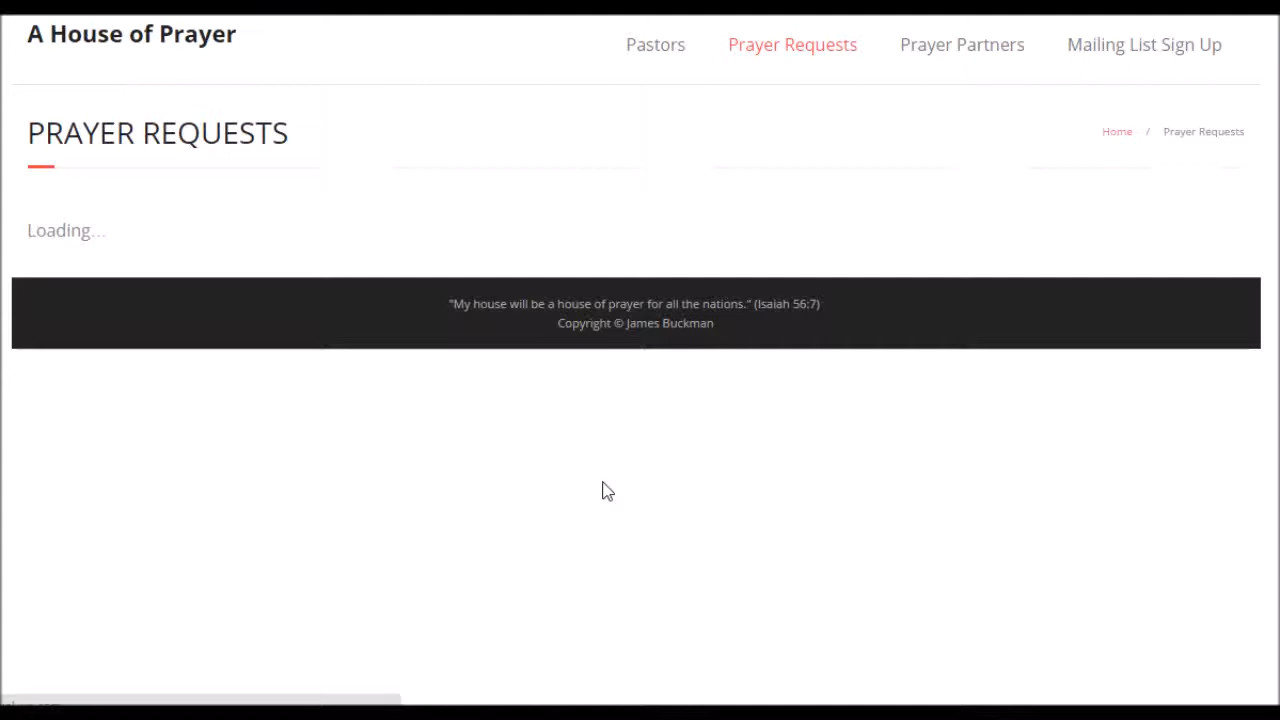 A House of Prayer
Pastors Prayer Requests Prayer Partners Mailing List Sign Up
PRAYER REQUESTS
Home / Prayer Requests
Loading...
"My house will be a house of prayer for all the nations." (Isaiah 56:7)
Copyright © James Buckman